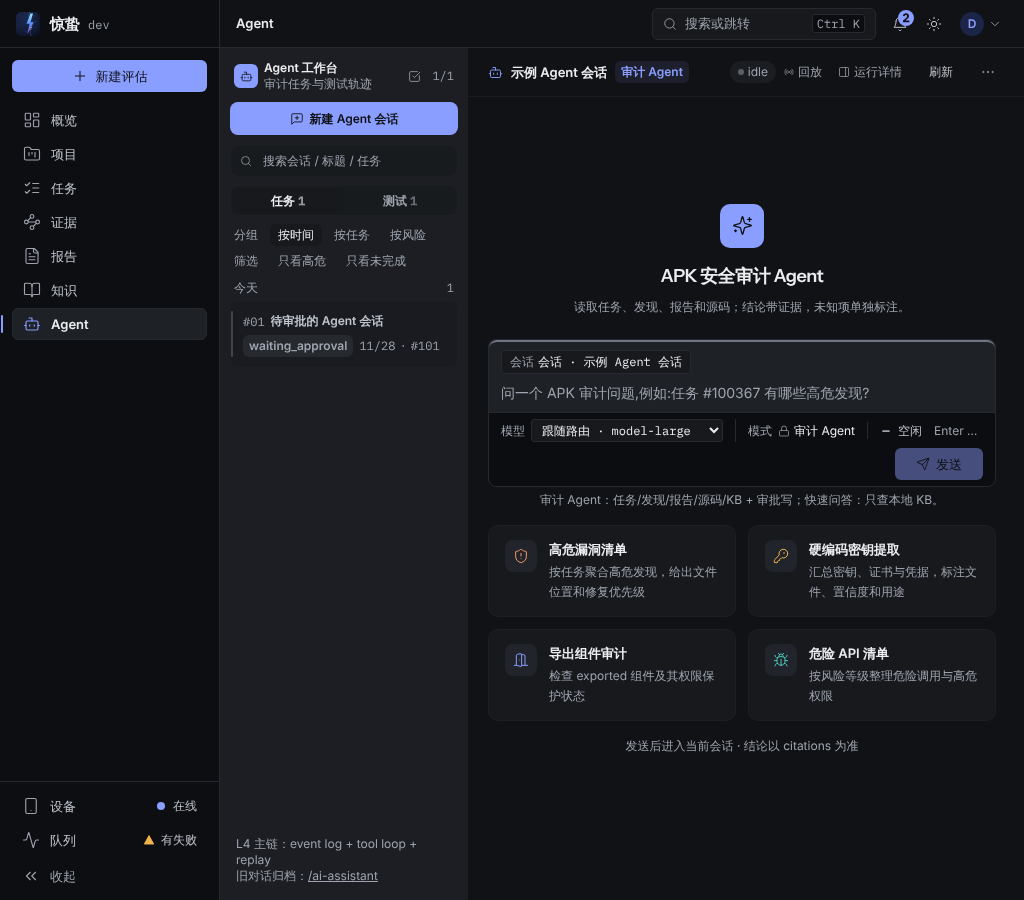 惊蛰 dev
Agent
搜索或跳转
Ctrl K
2
D
新建评估
概览
项目
任务
证据
报告
知识
Agent
设备
在线
队列
有失败
收起
Agent 工作台
审计任务与测试轨迹
1/1
新建 Agent 会话
搜索会话 / 标题 / 任务
任务 1
测试 1
分组 按时间 按任务 按风险
筛选 只看高危 只看未完成
今天 1
#01 待审批的 Agent 会话
waiting_approval 11/28 · #101
L4 主链：event log + tool loop +
replay
旧对话归档：/ai-assistant
示例 Agent 会话 审计 Agent
idle 回放 运行详情 刷新 ···
APK 安全审计 Agent
读取任务、发现、报告和源码；结论带证据，未知项单独标注。
会话 会话 · 示例 Agent 会话
问一个 APK 审计问题,例如:任务 #100367 有哪些高危发现?
模型 跟随路由 · model-large 模式 审计 Agent 空闲 Enter ...
发送
审计 Agent：任务/发现/报告/源码/KB + 审批写；快速问答：只查本地 KB。
高危漏洞清单
按任务聚合高危发现，给出文件
位置和修复优先级
硬编码密钥提取
汇总密钥、证书与凭据，标注文
件、置信度和用途
导出组件审计
检查 exported 组件及其权限保
护状态
危险 API 清单
按风险等级整理危险调用与高危
权限
发送后进入当前会话 · 结论以 citations 为准